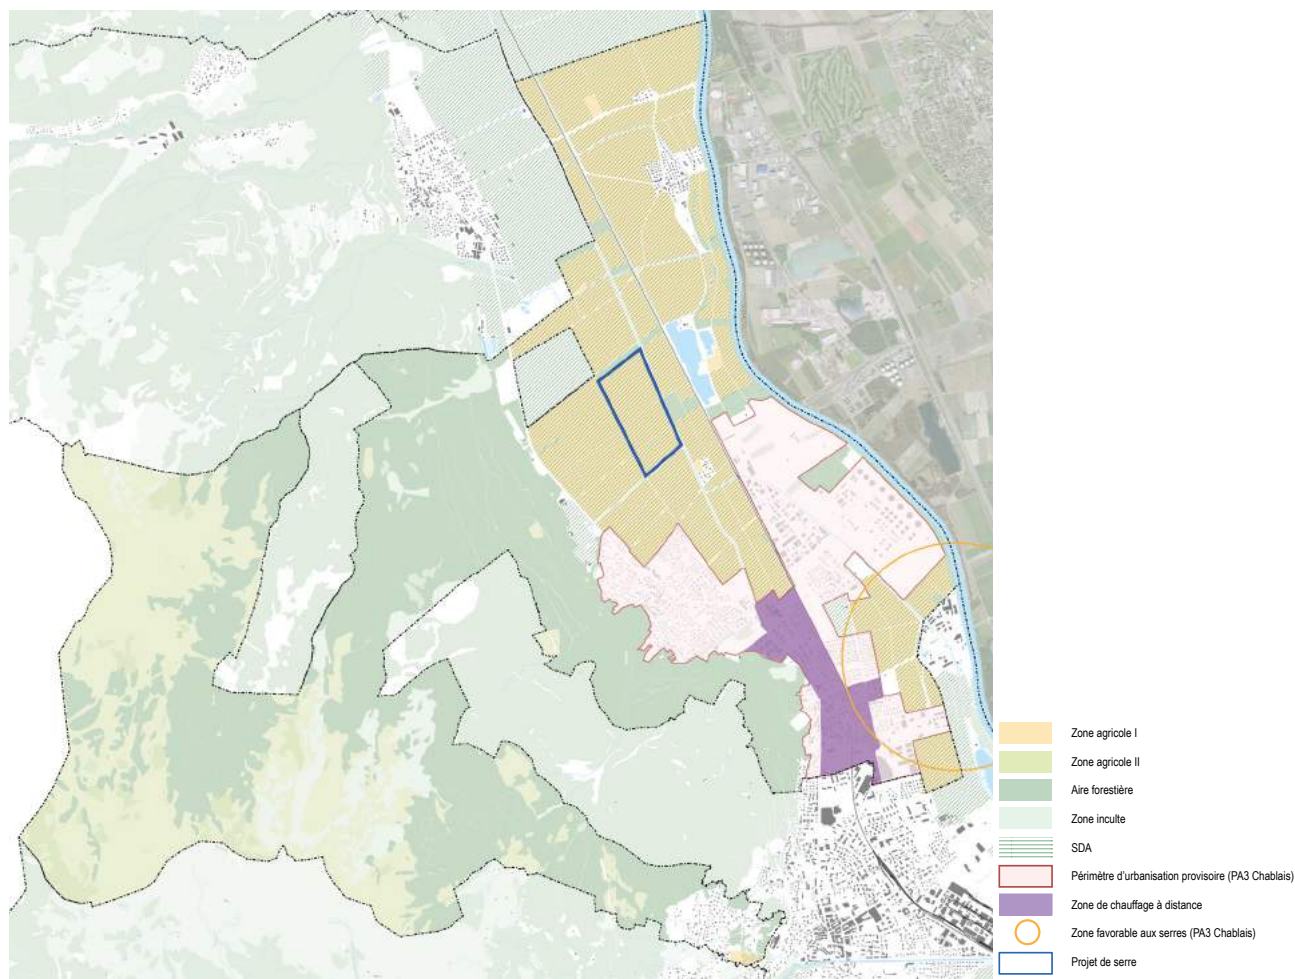 Zone agricole I
Zone agricole II
Aire forestière
Zone inculte
SDA
Périmètre d'urbanisation provisoire (PA3 Chablais)
Zone de chauffage à distance
Zone favorable aux serres (PA3 Chablais)
Projet de serre